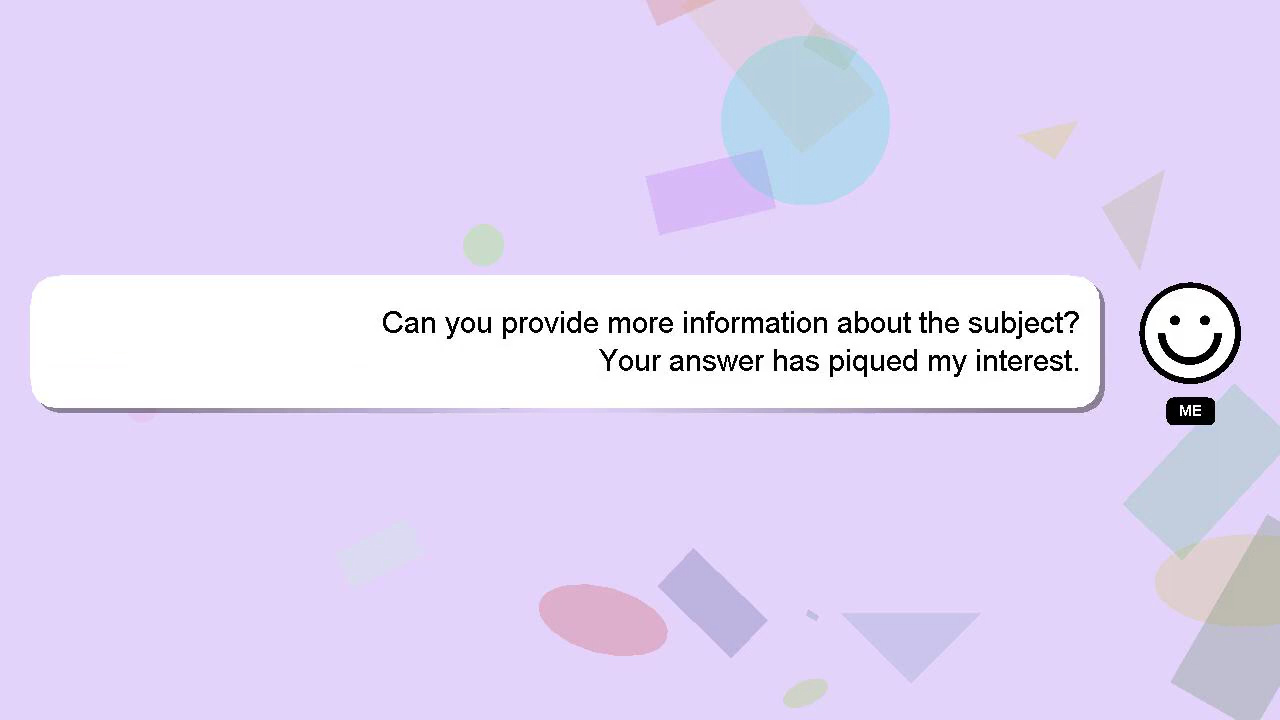 Can you provide more information about the subject?
Your answer has piqued my interest.
ME